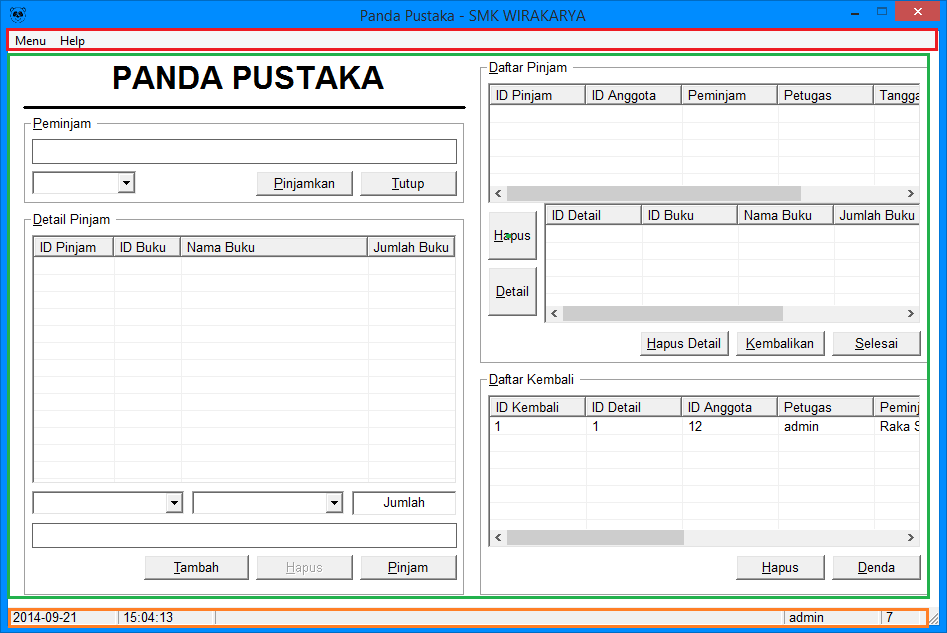 Panda Pustaka - SMK WIRAKARYA
Menu Help
PANDA PUSTAKA
Peminjam
Pinjamkan Tutup
Detail Pinjam
ID Pinjam ID Buku Nama Buku Jumlah Buku
Jumlah
Tambah Hapus Pinjam
Daftar Pinjam
ID Pinjam ID Anggota Peminjam Petugas Tangga
Hapus
Detail
ID Detail ID Buku Nama Buku Jumlah Buku
Hapus Detail Kembalikan Selesai
Daftar Kembali
ID Kembali ID Detail ID Anggota Petugas Peminj
1 1 12 admin Raka S
Hapus Denda
2014-09-21 15:04:13 admin 7